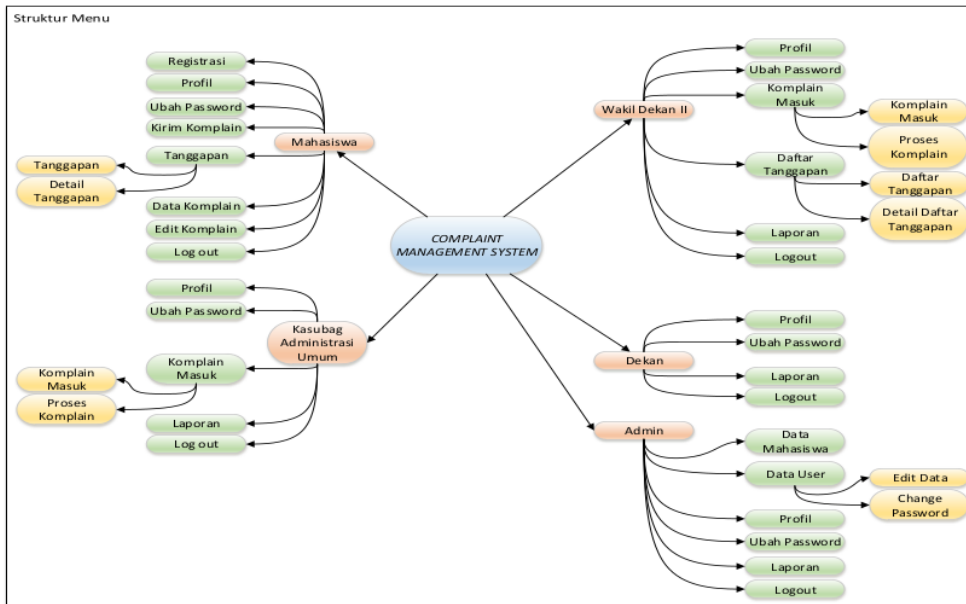 Struktur Menu
Registrasi
Profil
Ubah Password
Kirim Komplain
Mahasiswa
Tanggapan
Tanggapan
Detail
Tanggapan
Data Komplain
Edit Komplain
Log out
Profil
Ubah Password
Wakil Dekan II
Komplain
Masuk
Komplain
Masuk
Proses
Komplain
Daftar
Tanggapan
Daftar
Tanggapan
Detail Daftar
Tanggapan
Laporan
Logout
COMPLAINT
MANAGEMENT SYSTEM
Profil
Ubah Password
Kasubag
Administrasi
Umum
Komplain
Masuk
Komplain
Masuk
Proses
Komplain
Laporan
Log out
Profil
Ubah Password
Dekan
Laporan
Logout
Admin
Data
Mahasiswa
Data User
Edit Data
Change
Password
Profil
Ubah Password
Laporan
Logout